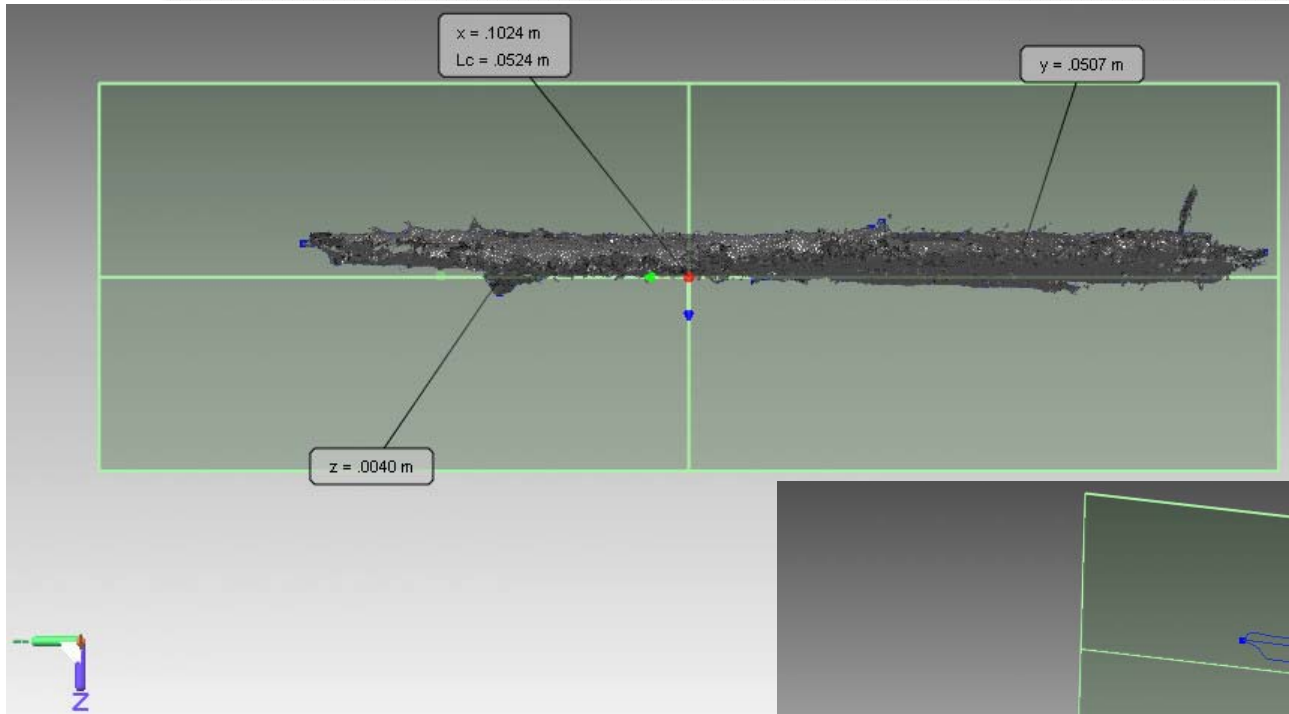 x = .1024 m
Lc = .0524 m
y = .0507 m
z = .0040 m
Z